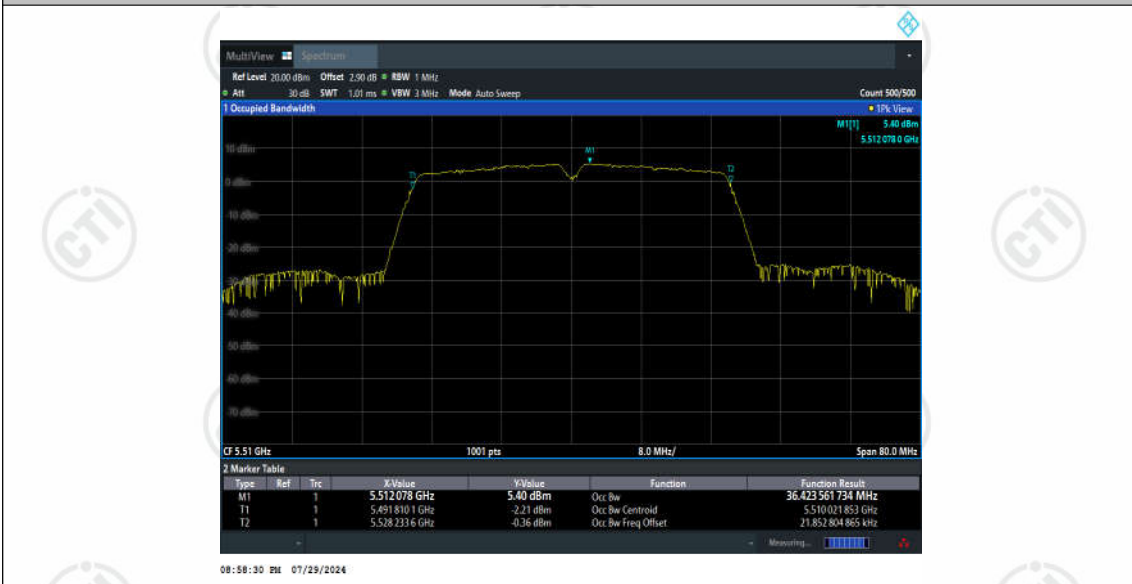 MultiView Spectrum
Ref Level 20.00 dBm Offset 2.90 dB RBW 1 MHz
Att 30 dB SWT 1.01 ms VBW 3 MHz Mode Auto Sweep Count 500/500
1 Occupied Bandwidth 1Pk View
M1[1] 5.40 dBm
5.512 078 0 GHz
M1
10 dBm
T1
T2
0 dBm
-10 dBm
-20 dBm
-30 dBm
-40 dBm
-50 dBm
-60 dBm
-70 dBm
CF 5.51 GHz 1001 pts 8.0 MHz/ Span 80.0 MHz
2 Marker Table
Type Ref Trc X-Value Y-Value Function Function Result
M1 1 5.512 078 GHz 5.40 dBm Occ Bw 36.423 561 734 MHz
T1 1 5.491 810 1 GHz -2.21 dBm Occ Bw Centroid 5.510 021 853 GHz
T2 1 5.528 233 6 GHz -0.36 dBm Occ Bw Freq Offset 21.852 804 865 kHz
Measuring...
08:58:30 PM 07/29/2024
CTI
CTI